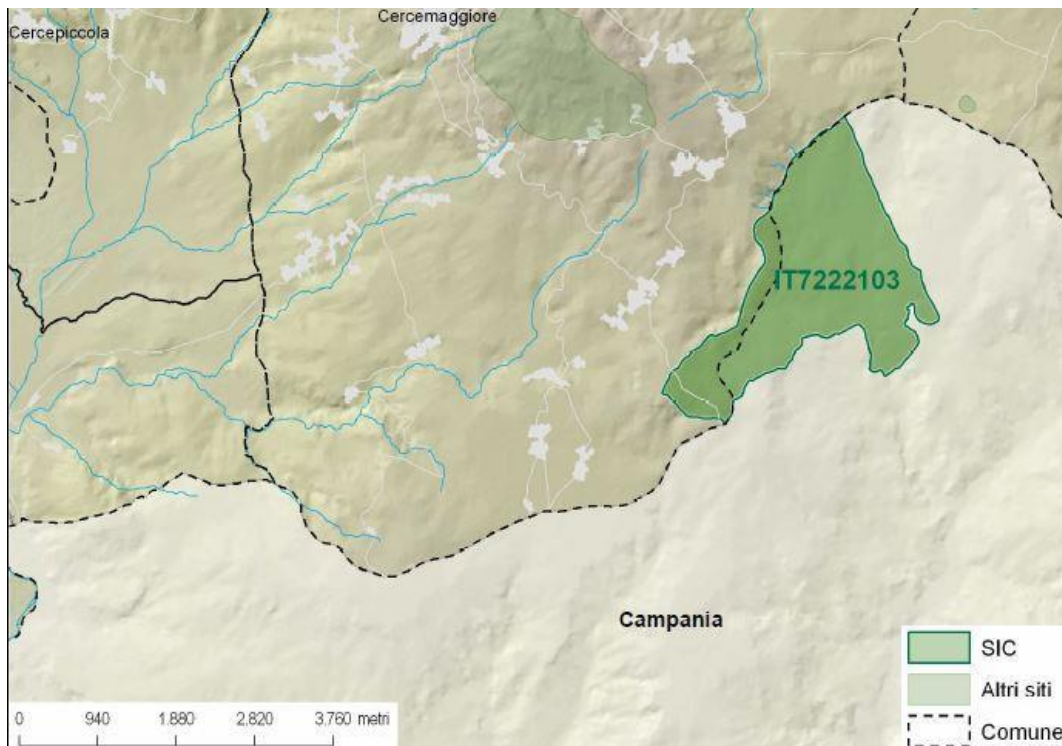 Cercemaggiore
Cercepiccola
IT7222103
Campania
SIC
Altri siti
Comune
0 940 1.880 2.820 3.760 metri